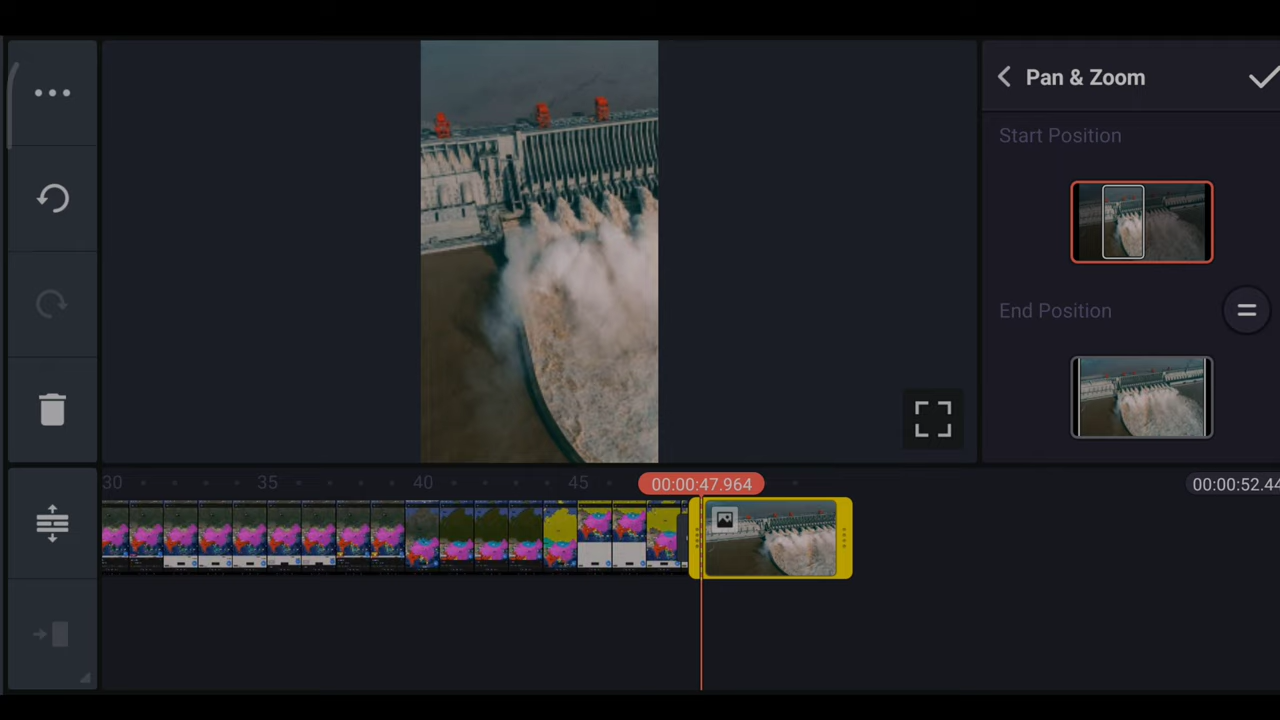 Pan & Zoom
Start Position
End Position
30
35
40
45
00:00:47.964
00:00:52.44